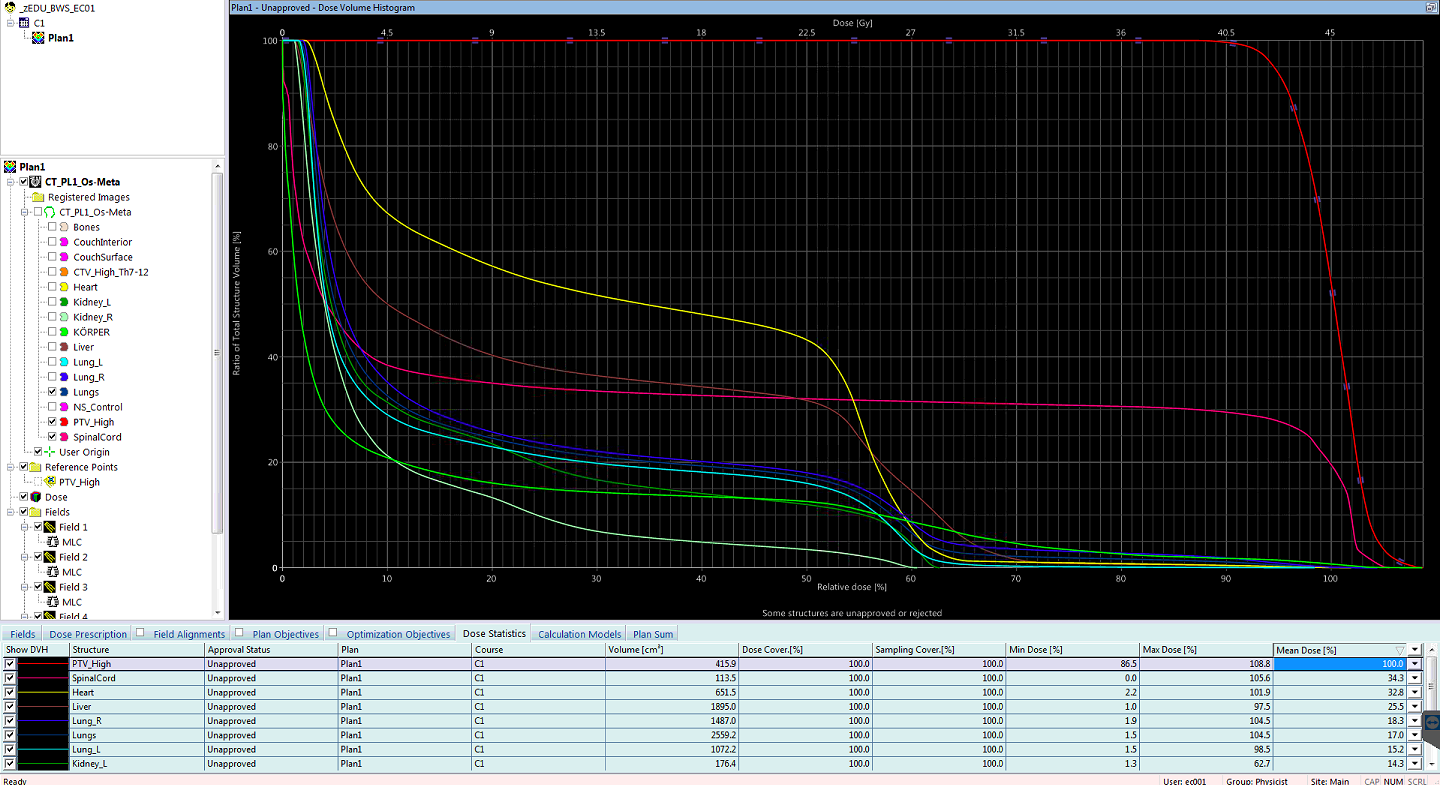 _zEDU_BWS_EC01
C1
Plan1
Plan1
CT_PL1_Os-Meta
Registered Images
CT_PL1_Os-Meta
Bones
CouchInterior
CouchSurface
CTV_High_Th7-12
Heart
Kidney_L
Kidney_R
KÖRPER
Liver
Lung_L
Lung_R
Lungs
NS_Control
PTV_High
SpinalCord
User Origin
Reference Points
PTV_High
Dose
Fields
Field 1
MLC
Field 2
MLC
Field 3
MLC
Field 4
Plan1 - Unapproved - Dose Volume Histogram
Dose [Gy]
0 4.5 9 13.5 18 22.5 27 31.5 36 40.5 45
Ratio of Total Structure Volume [%]
100
80
60
40
20
0
0 10 20 30 40 50 60 70 80 90 100
Relative dose [%]
Some structures are unapproved or rejected
Fields Dose Prescription Field Alignments Plan Objectives Optimization Objectives Dose Statistics Calculation Models Plan Sum
Show DVH Structure Approval Status Plan Course Volume [cm³] Dose Cover.[%] Sampling Cover.[%] Min Dose [%] Max Dose [%] Mean Dose [%]
PTV_High Unapproved Plan1 C1 415.9 100.0 100.0 86.5 108.8 100.0
SpinalCord Unapproved Plan1 C1 113.5 100.0 100.0 0.0 105.6 34.3
Heart Unapproved Plan1 C1 651.5 100.0 100.0 2.2 101.9 32.8
Liver Unapproved Plan1 C1 1895.0 100.0 100.0 1.0 97.5 25.5
Lung_R Unapproved Plan1 C1 1487.0 100.0 100.0 1.9 104.5 18.3
Lungs Unapproved Plan1 C1 2559.2 100.0 100.0 1.5 104.5 17.0
Lung_L Unapproved Plan1 C1 1072.2 100.0 100.0 1.5 98.5 15.2
Kidney_L Unapproved Plan1 C1 176.4 100.0 100.0 1.3 62.7 14.3
Ready User: ec001 Group: Physicist Site: Main CAP NUM SCRL